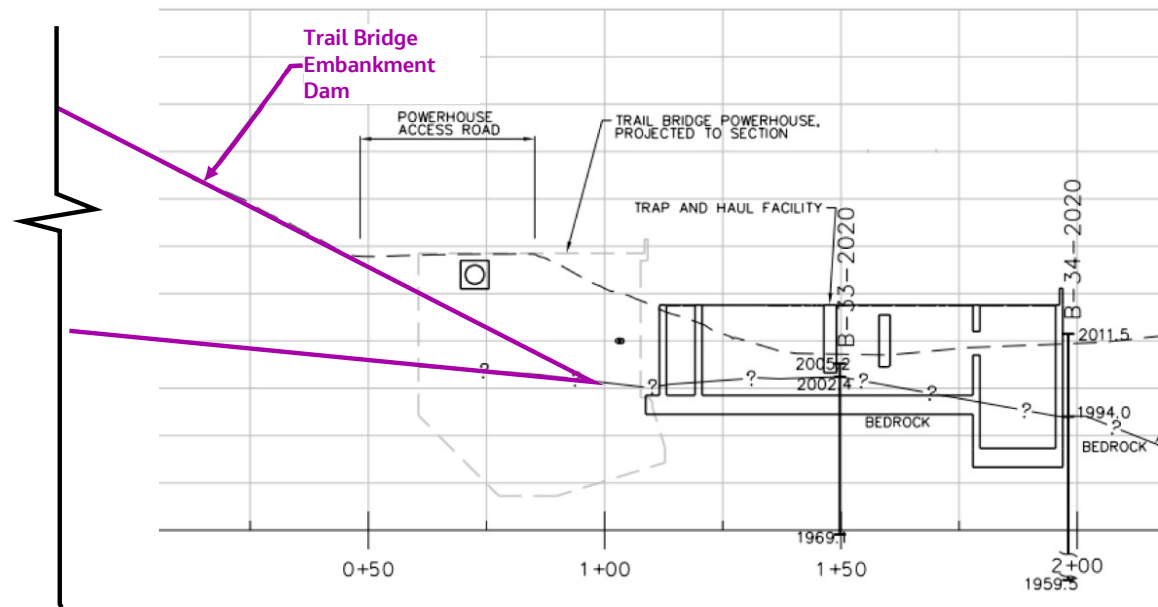 Trail Bridge
Embankment
Dam
POWERHOUSE
ACCESS ROAD
TRAIL BRIDGE POWERHOUSE,
PROJECTED TO SECTION
TRAP AND HAUL FACILITY
B-33-2020
B-34-2020
2011.5
2005.2
2002.4
?
?
?
?
?
?
?
?
?
1994.0
BEDROCK
BEDROCK
1969.1
1959.5
0+50
1+00
1+50
2+00